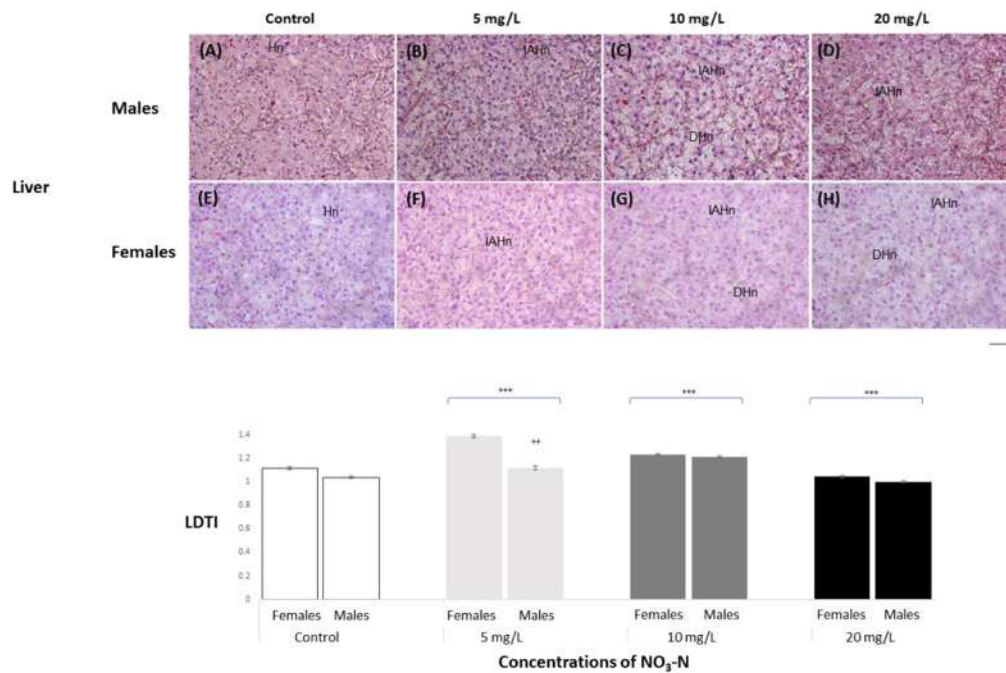 Control 5 mg/L 10 mg/L 20 mg/L
(A) Hn (B) IAHn (C) IAHn DHn (D) IAHn
Males
Liver
(E) Hn (F) IAHn (G) IAHn DHn (H) IAHn DHn
Females
*** *** ***
**
1.4
1.2
1
0.8
0.6
0.4
0.2
0
LDTI
Females Males Females Males Females Males Females Males
Control 5 mg/L 10 mg/L 20 mg/L
Concentrations of NO₃-N